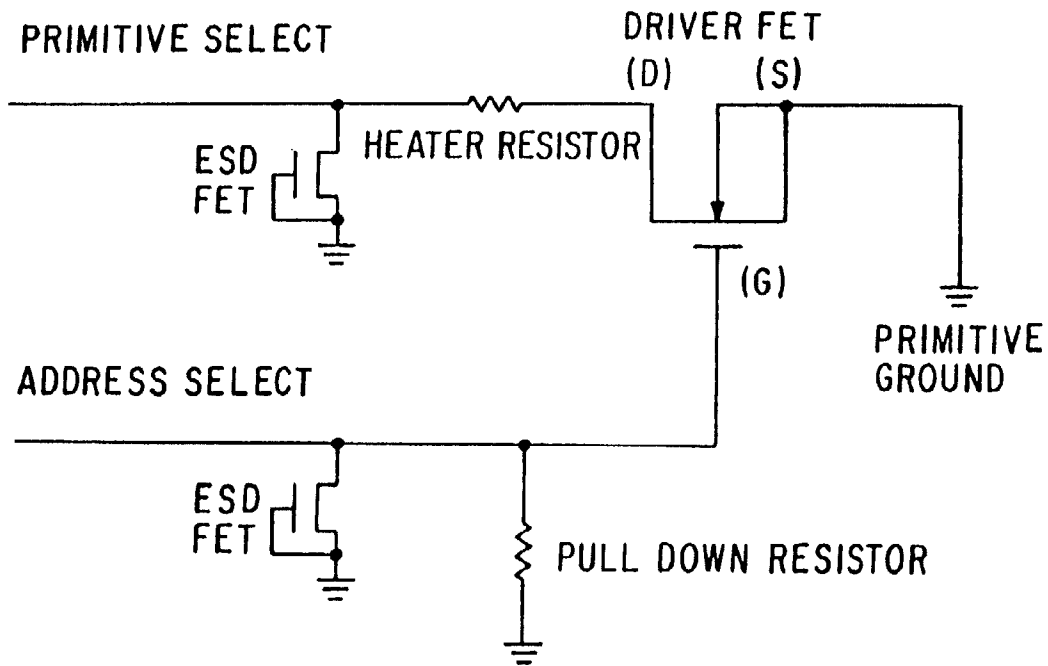 PRIMITIVE SELECT
DRIVER FET
(D)
(S)
HEATER RESISTOR
ESD
FET
(G)
PRIMITIVE
GROUND
ADDRESS SELECT
ESD
FET
PULL DOWN RESISTOR